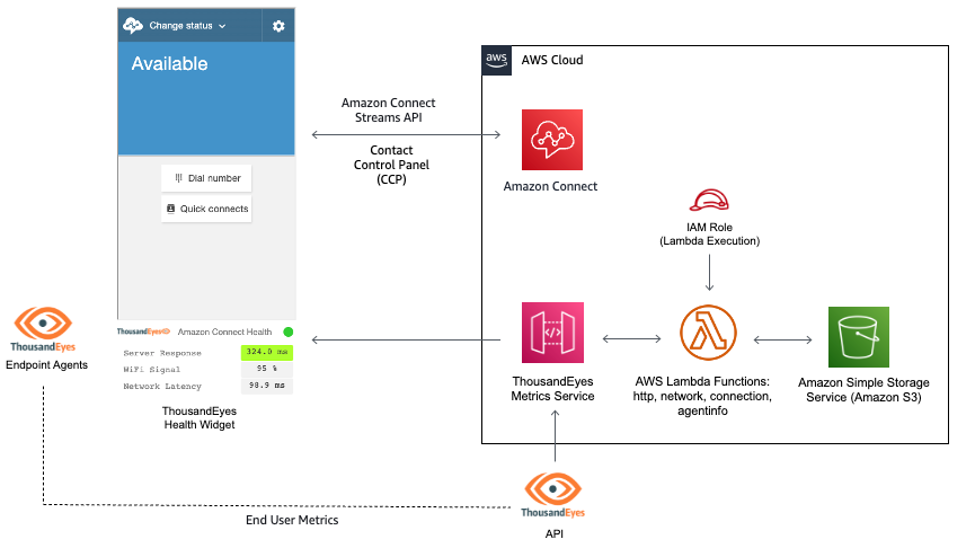 Change status
Available
Dial number
Quick connects
ThousandEyes Amazon Connect Health
Server Response 324.0 ms
WiFi Signal 95 %
Network Latency 98.9 ms
ThousandEyes
Health Widget
ThousandEyes
Endpoint Agents
Amazon Connect
Streams API
Contact
Control Panel
(CCP)
aws
AWS Cloud
Amazon Connect
IAM Role
(Lambda Execution)
ThousandEyes
Metrics Service
AWS Lambda Functions:
http, network, connection,
agentinfo
Amazon Simple Storage
Service (Amazon S3)
End User Metrics
ThousandEyes
API